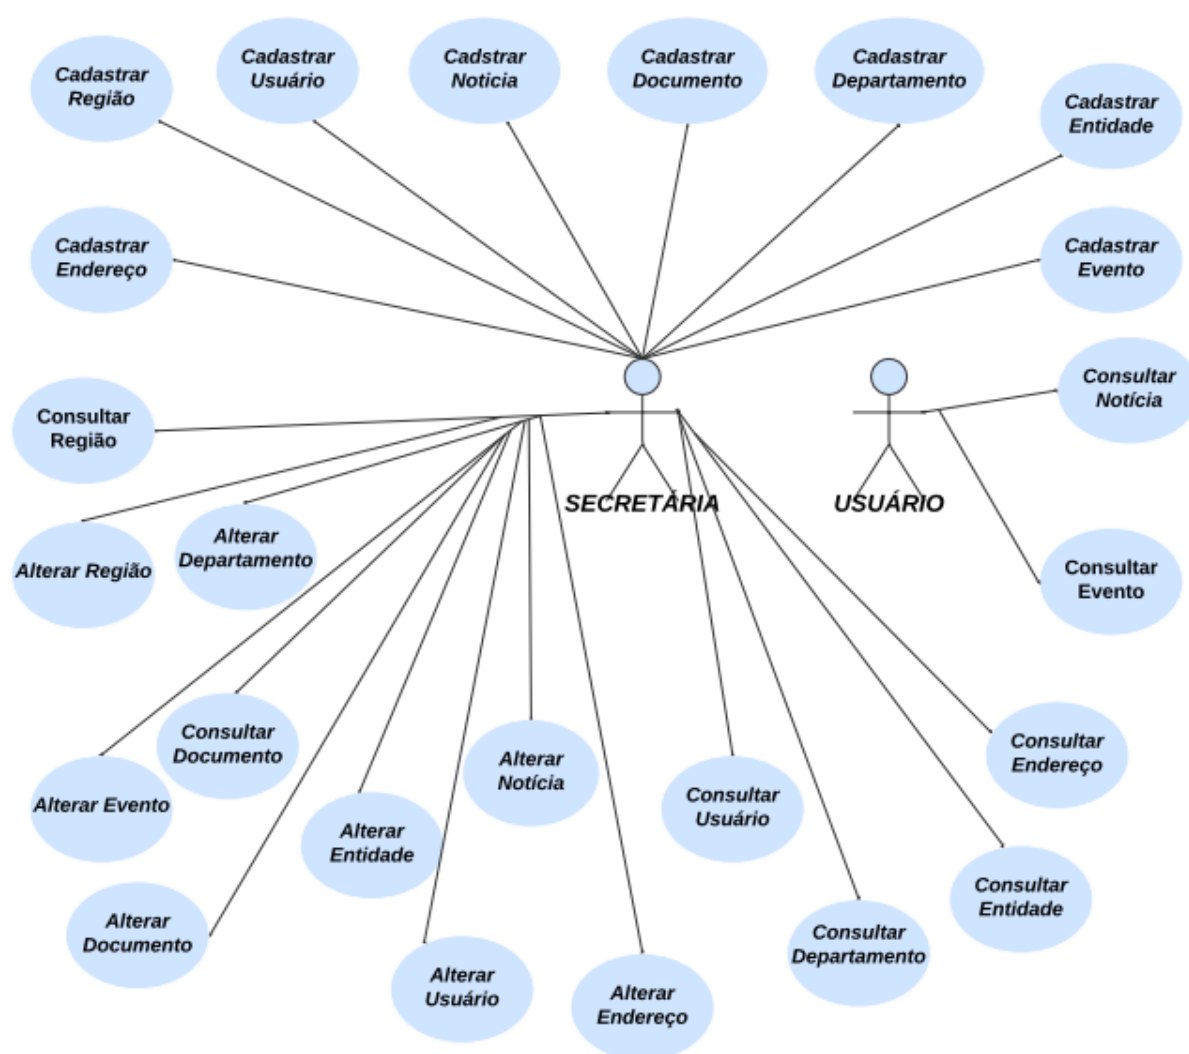 Cadastrar
Região
Cadastrar
Usuário
Cadstrar
Noticia
Cadastrar
Documento
Cadastrar
Departamento
Cadastrar
Entidade
Cadastrar
Endereço
Cadastrar
Evento
Consultar
Região
Consultar
Notícia
SECRETÁRIA
USUÁRIO
Alterar Região
Alterar
Departamento
Consultar
Evento
Alterar Evento
Consultar
Documento
Alterar
Notícia
Consultar
Usuário
Consultar
Endereço
Alterar
Entidade
Alterar
Documento
Consultar
Entidade
Consultar
Departamento
Alterar
Usuário
Alterar
Endereço